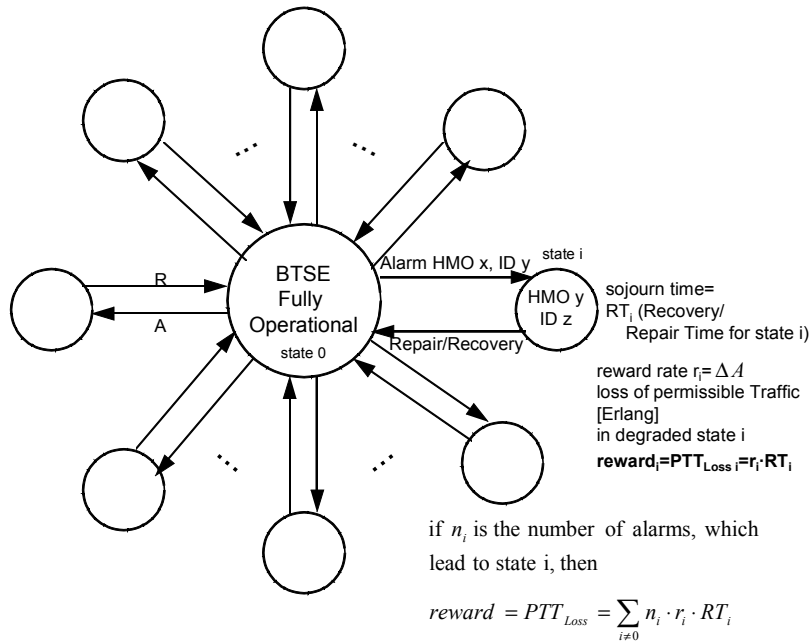 R
A
BTSE
Fully
Operational
state 0
Alarm HMO x, ID y
Repair/Recovery
state i
HMO y
ID z
sojourn time=
RTᵢ (Recovery/
Repair Time for state i)
reward rate rᵢ= ΔA
loss of permissible Traffic
[Erlang]
in degraded state i
rewardᵢ=PTT_Loss i=rᵢ·RTᵢ
if nᵢ is the number of alarms, which
lead to state i, then
reward = PTT_Loss = ∑_{i≠0} nᵢ · rᵢ · RTᵢ